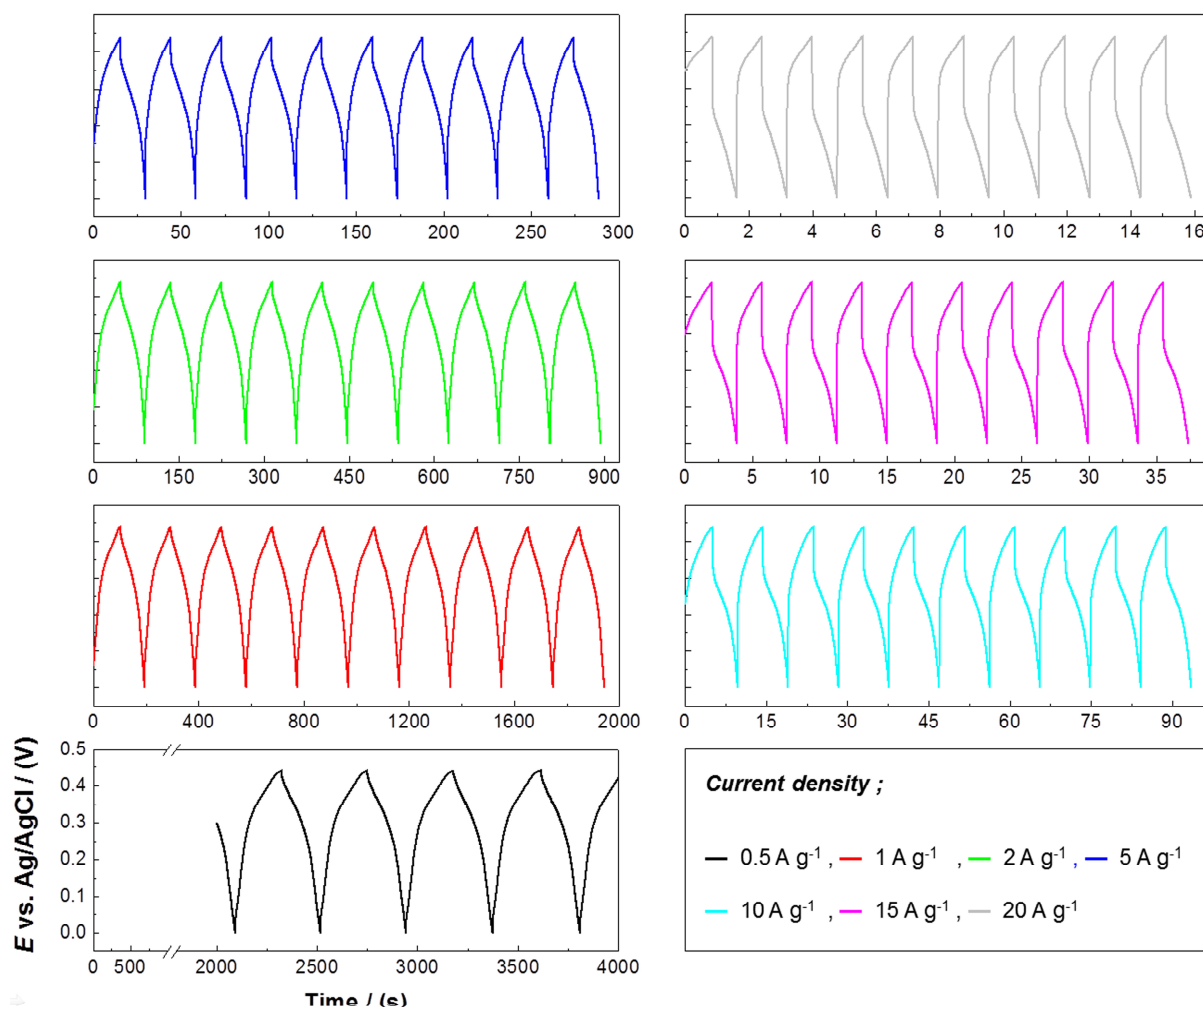 0 50 100 150 200 250 300
0 2 4 6 8 10 12 14 16
0 150 300 450 600 750 900
0 5 10 15 20 25 30 35
0 400 800 1200 1600 2000
0 15 30 45 60 75 90
E vs. Ag/AgCl / (V)
0.5
0.4
0.3
0.2
0.1
0.0
0 500 2000 2500 3000 3500 4000
Time / (s)
Current density ;
0.5 A g-1 , 1 A g-1 , 2 A g-1, 5 A g-1
10 A g-1 , 15 A g-1, 20 A g-1